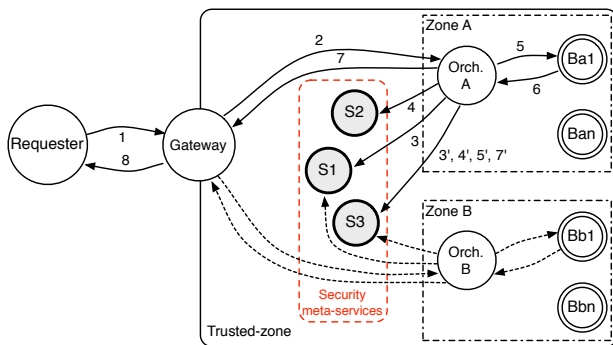 Zone A
2
7
5
6
Orch.
A
Ba1
S2
4
Requester
1
8
Gateway
3
Ban
S1
3', 4', 5', 7'
S3
Zone B
Orch.
B
Bb1
Security
meta-services
Bbn
Trusted-zone